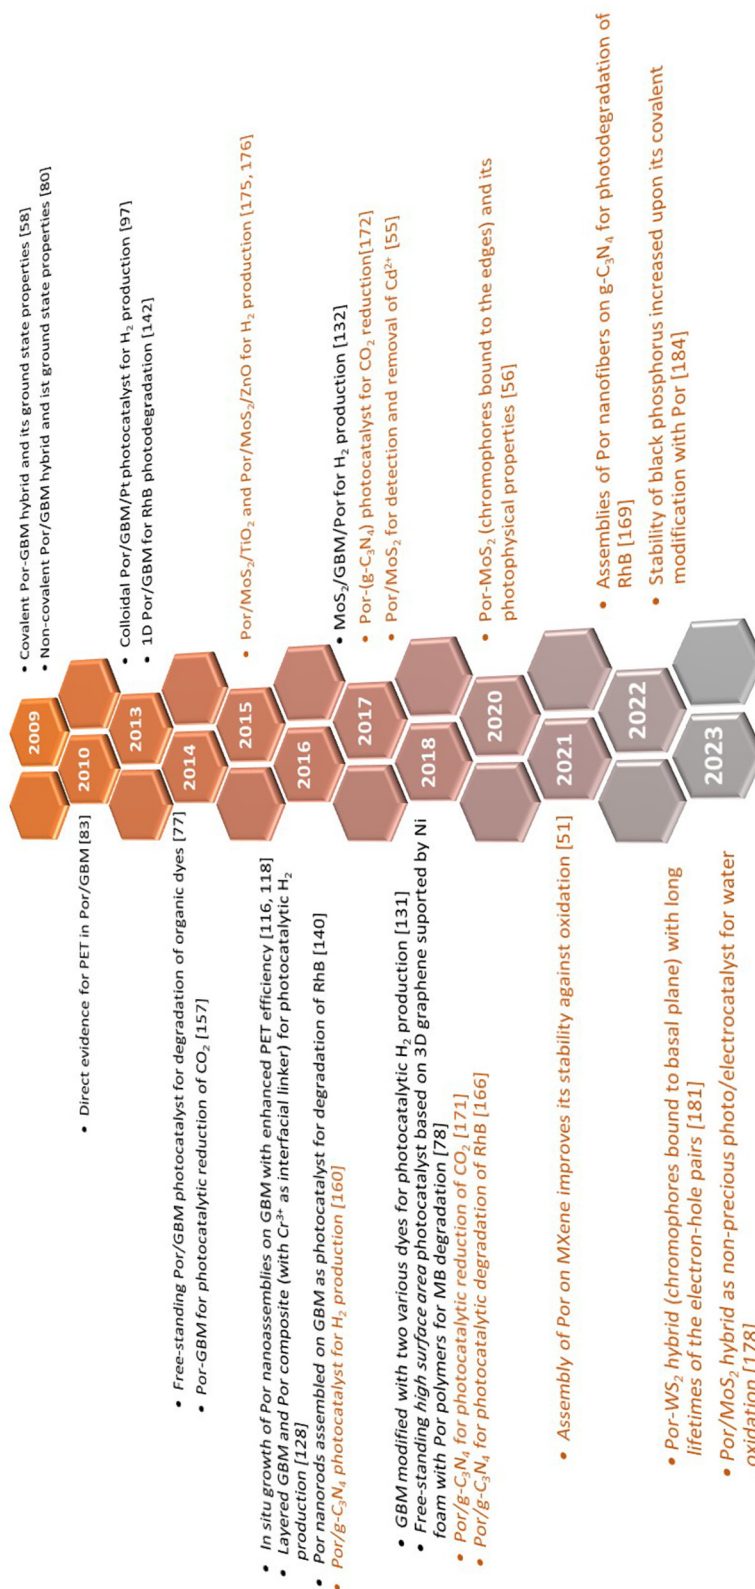 • Covalent Por-GBM hybrid and its ground state properties [58]
• Non-covalent Por/GBM hybrid and ist ground state properties [80]
• Colloidal Por/GBM/Pt photocatalyst for H₂ production [97]
• 1D Por/GBM for RhB photodegradation [142]
• Por/MoS₂/TiO₂ and Por/MoS₂/ZnO for H₂ production [175, 176]
• MoS₂/GBM/Por for H₂ production [132]
• Por-(g-C₃N₄) photocatalyst for CO₂ reduction[172]
• Por/MoS₂ for detection and removal of Cd²⁺ [55]
• Por-MoS₂ (chromophores bound to the edges) and its
photophysical properties [56]
• Assemblies of Por nanofibers on g-C₃N₄ for photodegradation of
RhB [169]
• Stability of black phosphorus increased upon its covalent
modification with Por [184]
2009
2010
2013
2014
2015
2016
2017
2018
2020
2021
2022
2023
• Direct evidence for PET in Por/GBM [83]
• Free-standing Por/GBM photocatalyst for degradation of organic dyes [77]
• Por-GBM for photocatalytic reduction of CO₂ [157]
• In situ growth of Por nanoassemblies on GBM with enhanced PET efficiency [116, 118]
• Layered GBM and Por composite (with Cr³⁺ as interfacial linker) for photocatalytic H₂
production [128]
• Por nanorods assembled on GBM as photocatalyst for degradation of RhB [140]
• Por/g-C₃N₄ photocatalyst for H₂ production [160]
• GBM modified with two various dyes for photocatalytic H₂ production [131]
• Free-standing high surface area photocatalyst based on 3D graphene suported by Ni
foam with Por polymers for MB degradation [78]
• Por/g-C₃N₄ for photocatalytic reduction of CO₂ [171]
• Por/g-C₃N₄ for photocatalytic degradation of RhB [166]
• Assembly of Por on MXene improves its stability against oxidation [51]
• Por-WS₂ hybrid (chromophores bound to basal plane) with long
lifetimes of the electron-hole pairs [181]
• Por/MoS₂ hybrid as non-precious photo/electrocatalyst for water
oxidation [178]